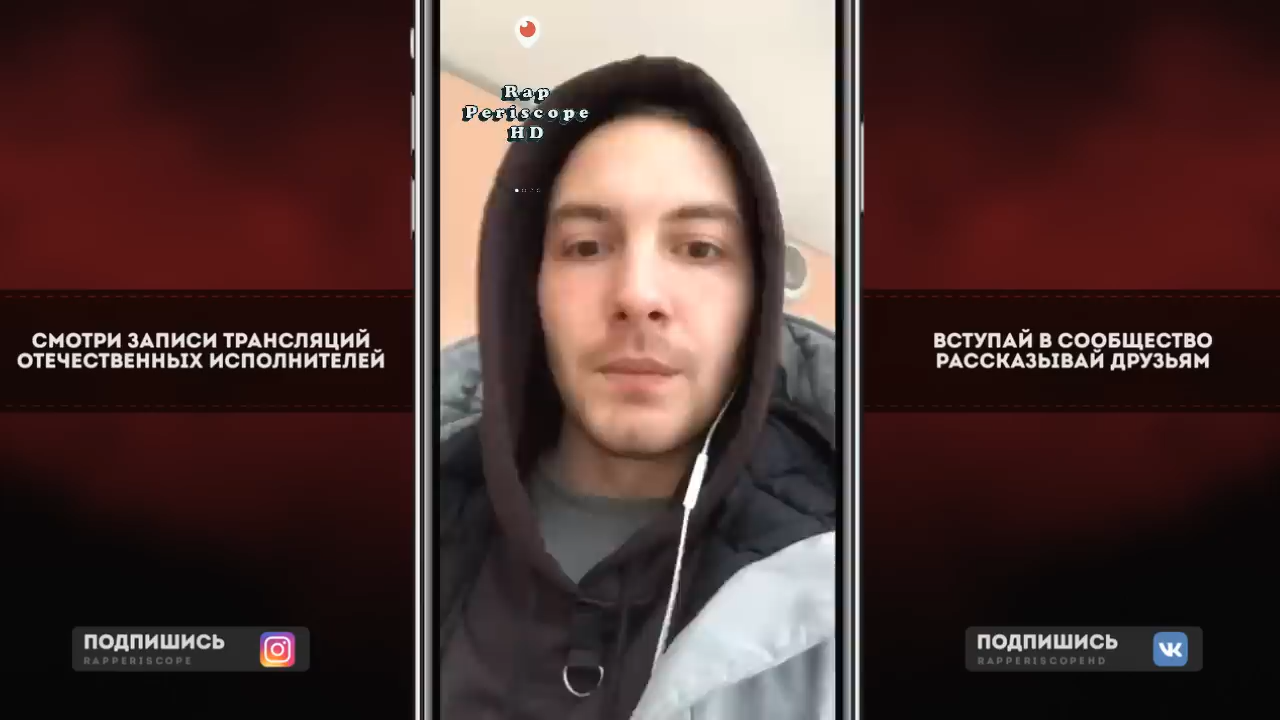 Rap
Periscope
HD
СМОТРИ ЗАПИСИ ТРАНСЛЯЦИЙ
ОТЕЧЕСТВЕННЫХ ИСПОЛНИТЕЛЕЙ
ВСТУПАЙ В СООБЩЕСТВО
РАССКАЗЫВАЙ ДРУЗЬЯМ
ПОДПИШИСЬ
RAPPERISCOPE
ПОДПИШИСЬ
RAPPERISCOPEHD